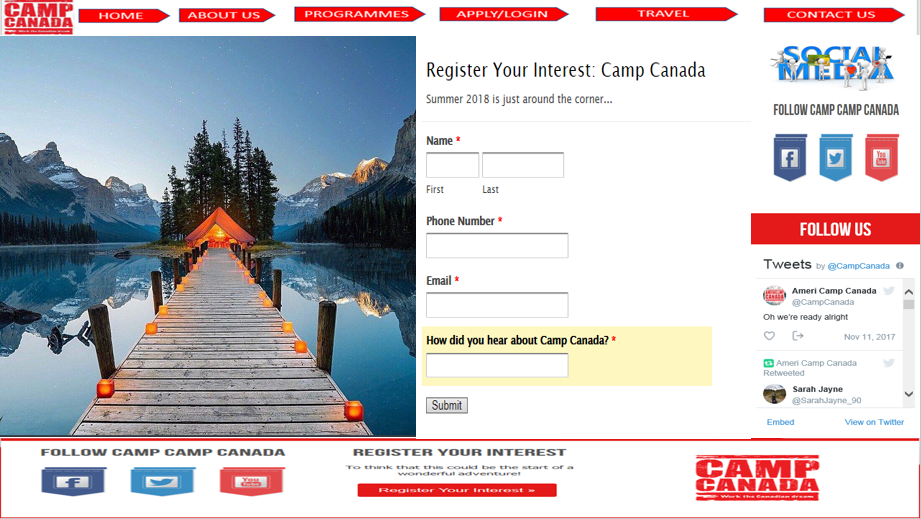 CAMP
CANADA
Work the Canadian dream
HOME
ABOUT US
PROGRAMMES
APPLY/LOGIN
TRAVEL
CONTACT US
Register Your Interest: Camp Canada
Summer 2018 is just around the corner...
Name *
First Last
Phone Number *
Email *
How did you hear about Camp Canada? *
Submit
SOCIAL
MEDIA
FOLLOW CAMP CAMP CANADA
You
Tube
FOLLOW US
Tweets by @CampCanada
Ameri Camp Canada
@CampCanada
Oh we're ready alright
Nov 11, 2017
Ameri Camp Canada
Retweeted
Sarah Jayne
@SarahJayne_90
Embed View on Twitter
FOLLOW CAMP CAMP CANADA
You
Tube
REGISTER YOUR INTEREST
To think that this could be the start of a
wonderful adventure!
Register Your Interest »
CAMP
CANADA
Work the Canadian dream